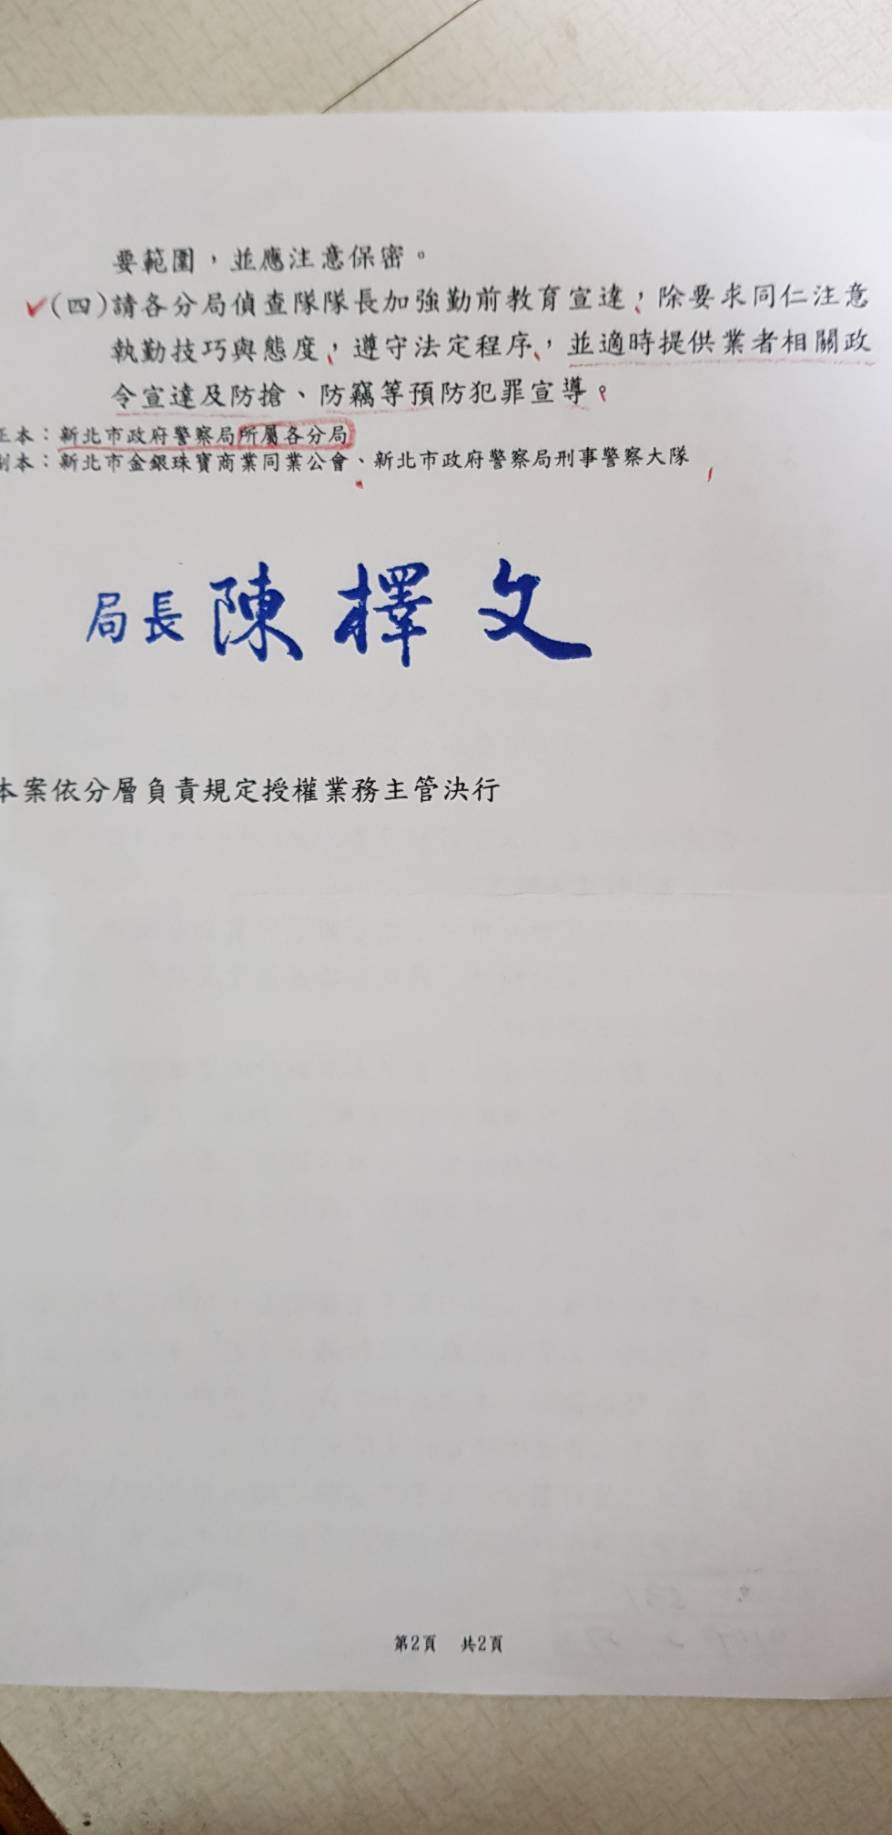 要範圍，並應注意保密。
(四)請各分局偵查隊隊長加強勤前教育宣達，除要求同仁注意
執勤技巧與態度，遵守法定程序，並適時提供業者相關政
令宣達及防搶、防竊等預防犯罪宣導。
正本：新北市政府警察局所屬各分局
副本：新北市金銀珠寶商業同業公會、新北市政府警察局刑事警察大隊
局長陳檡文
本案依分層負責規定授權業務主管決行
第2頁 共2頁